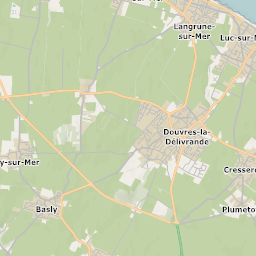 Langrune-
sur-Mer
Luc-sur-M
Douvres-la-
Délivrande
y-sur-Mer
Cresser
Basly
Plumeto